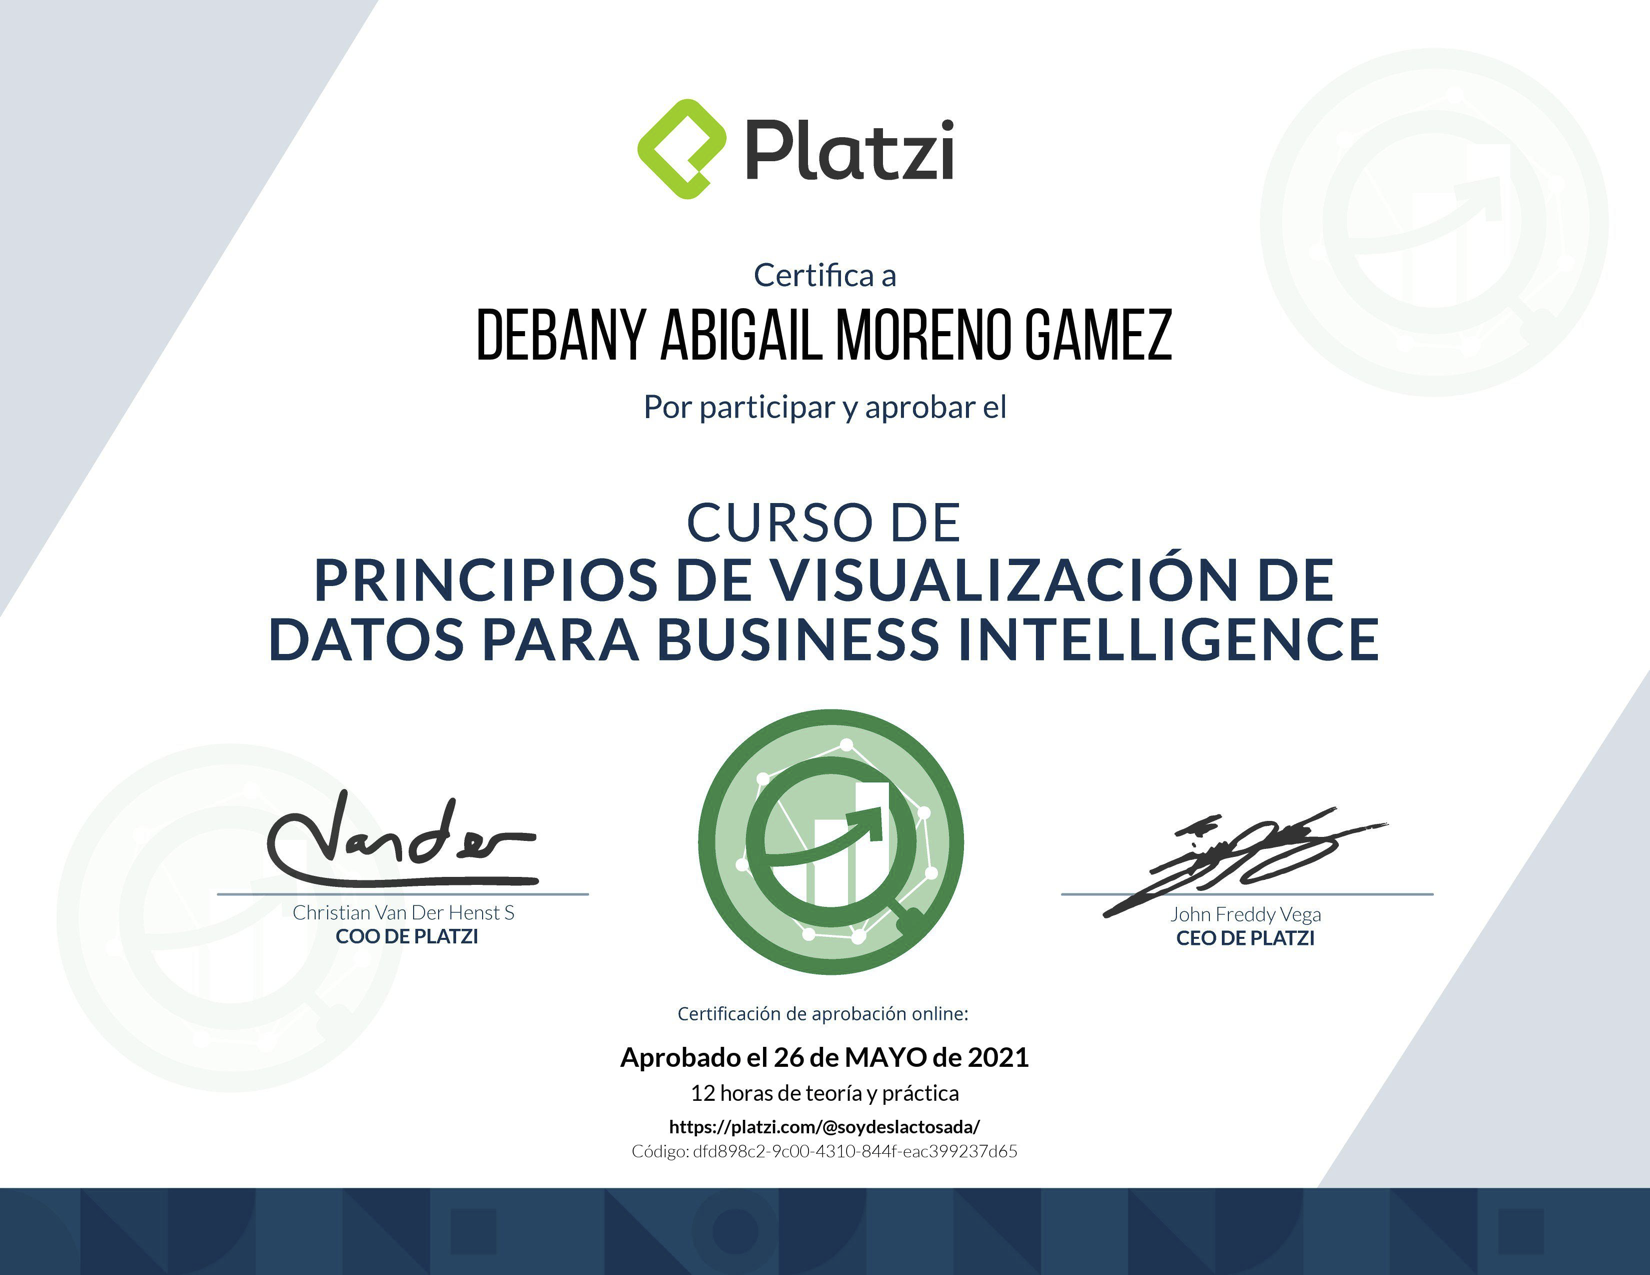 Platzi
Certifica a
DEBANY ABIGAIL MORENO GAMEZ
Por participar y aprobar el
CURSO DE
PRINCIPIOS DE VISUALIZACIÓN DE
DATOS PARA BUSINESS INTELLIGENCE
Vander
Christian Van Der Henst S
COO DE PLATZI
John Freddy Vega
CEO DE PLATZI
Certificación de aprobación online:
Aprobado el 26 de MAYO de 2021
12 horas de teoría y práctica
https://platzi.com/@soydeslactosada/
Código: dfd898c2-9c00-4310-844f-eac399237d65